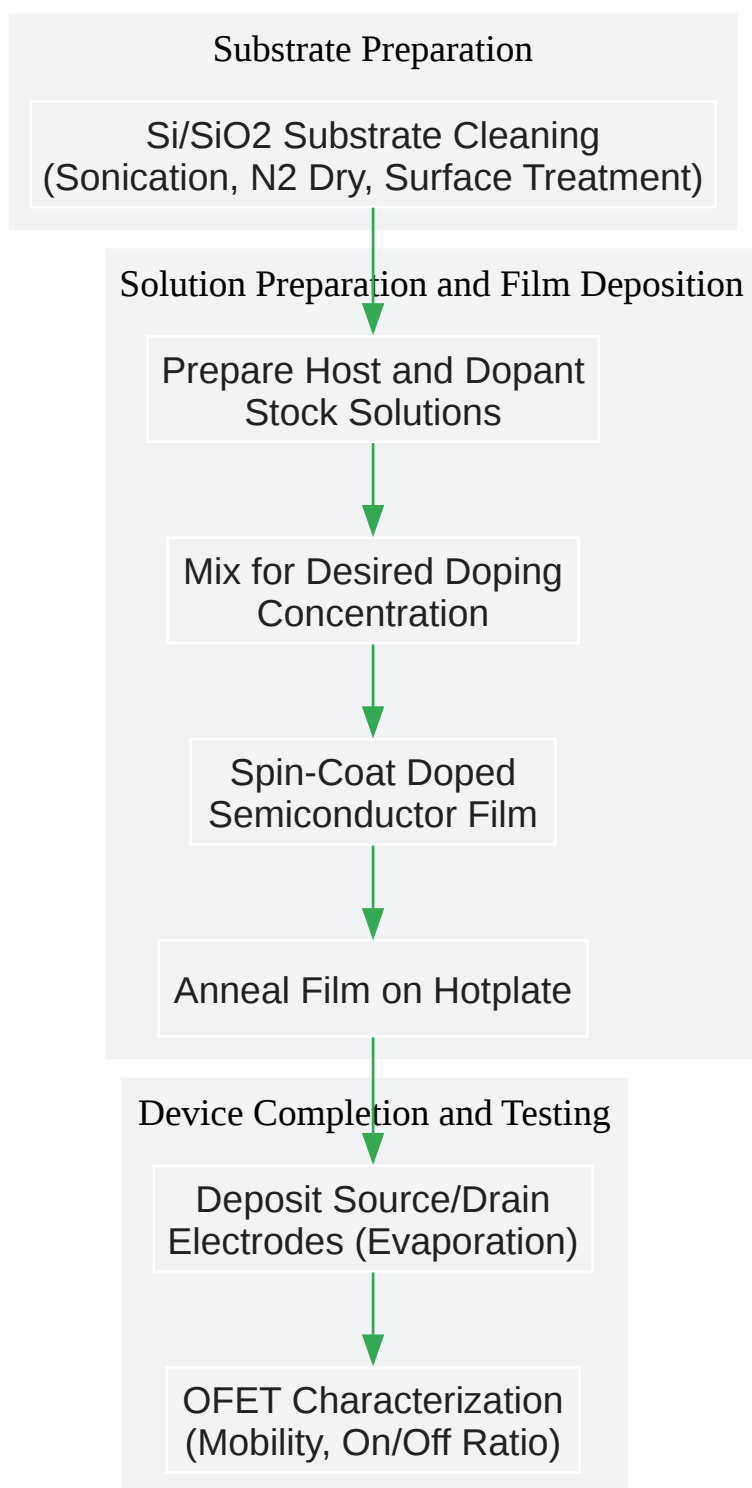 Substrate Preparation
Si/SiO2 Substrate Cleaning
(Sonication, N2 Dry, Surface Treatment)
Solution Preparation and Film Deposition
Prepare Host and Dopant
Stock Solutions
Mix for Desired Doping
Concentration
Spin-Coat Doped
Semiconductor Film
Anneal Film on Hotplate
Device Completion and Testing
Deposit Source/Drain
Electrodes (Evaporation)
OFET Characterization
(Mobility, On/Off Ratio)